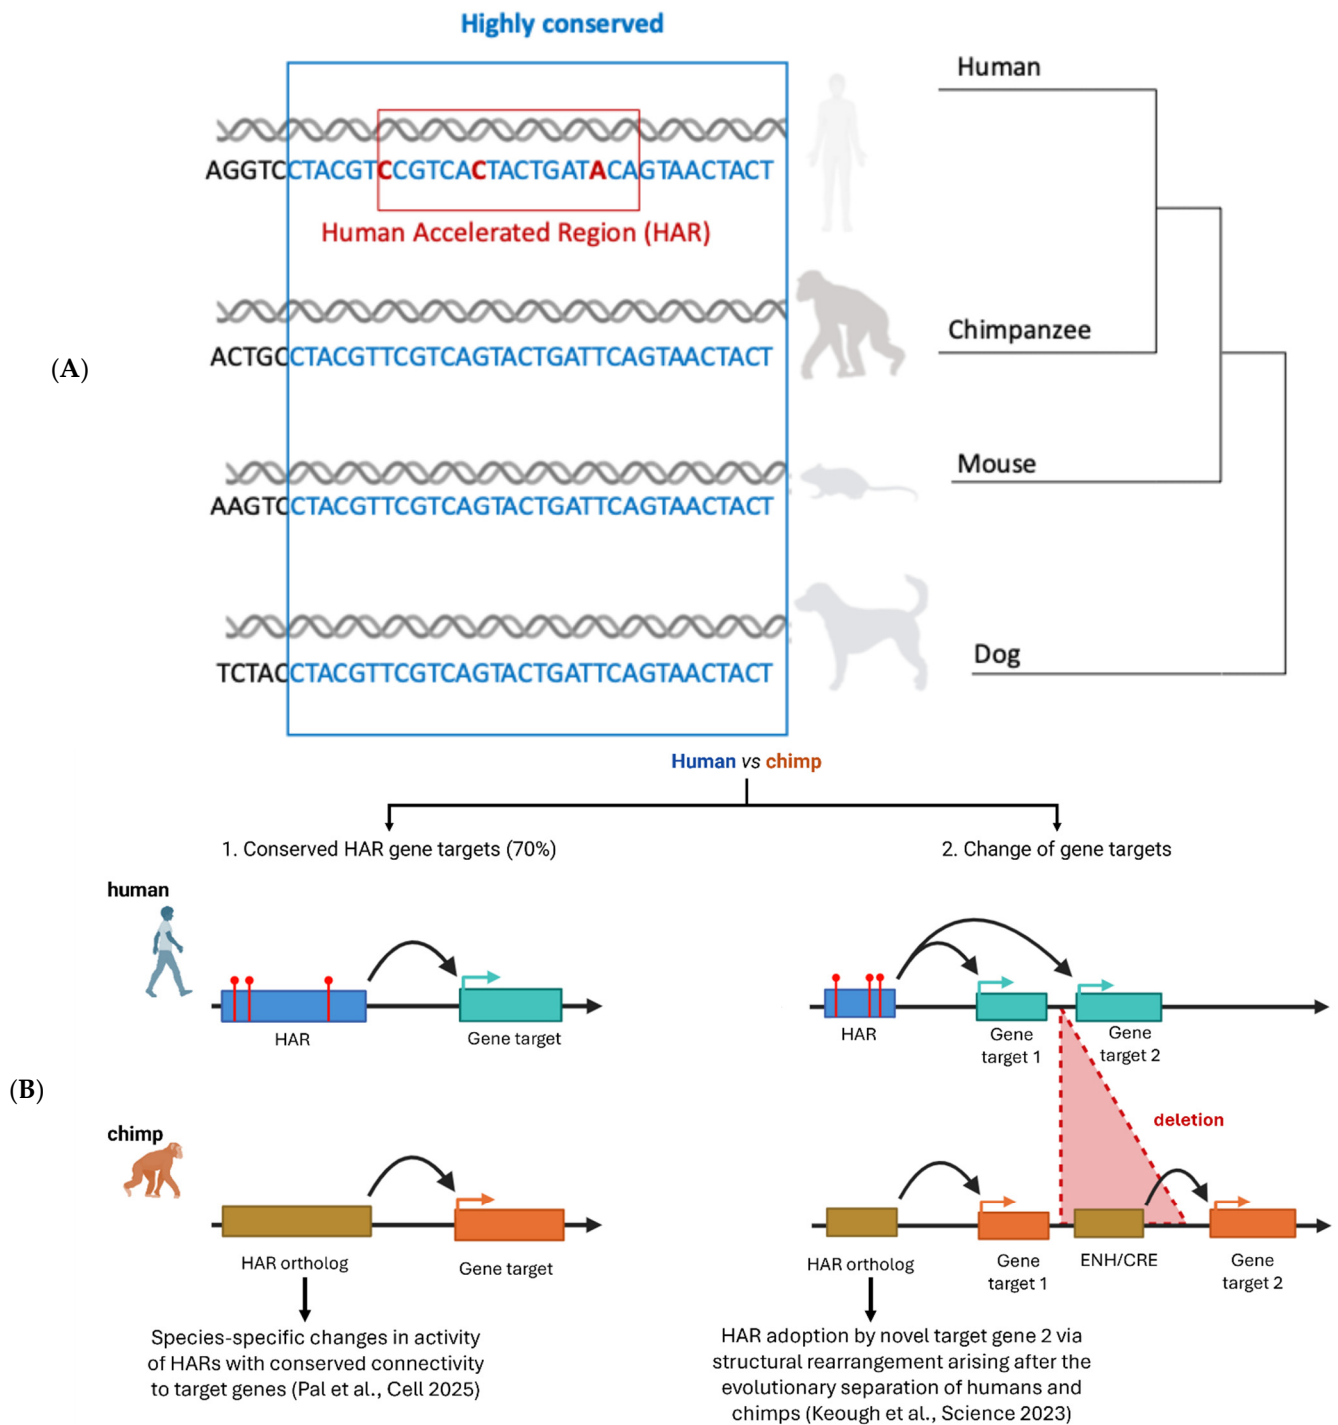 Highly conserved
AGGTCCTACGTCCGTCACTACTGATACAGTAACTACT
Human Accelerated Region (HAR)
ACTGCCTACGTTCGTCAGTACTGATTCAGTAACTACT
AAGTCCTACGTTCGTCAGTACTGATTCAGTAACTACT
TCTACCTACGTTCGTCAGTACTGATTCAGTAACTACT
Human
Chimpanzee
Mouse
Dog
(A)
Human vs chimp
1. Conserved HAR gene targets (70%)
2. Change of gene targets
(B)
human
HAR
Gene target
chimp
HAR ortholog
Gene target
Species-specific changes in activity
of HARs with conserved connectivity
to target genes (Pal et al., Cell 2025)
HAR
Gene
target 1
Gene
target 2
deletion
HAR ortholog
Gene
target 1
ENH/CRE
Gene
target 2
HAR adoption by novel target gene 2 via
structural rearrangement arising after the
evolutionary separation of humans and
chimps (Keough et al., Science 2023)